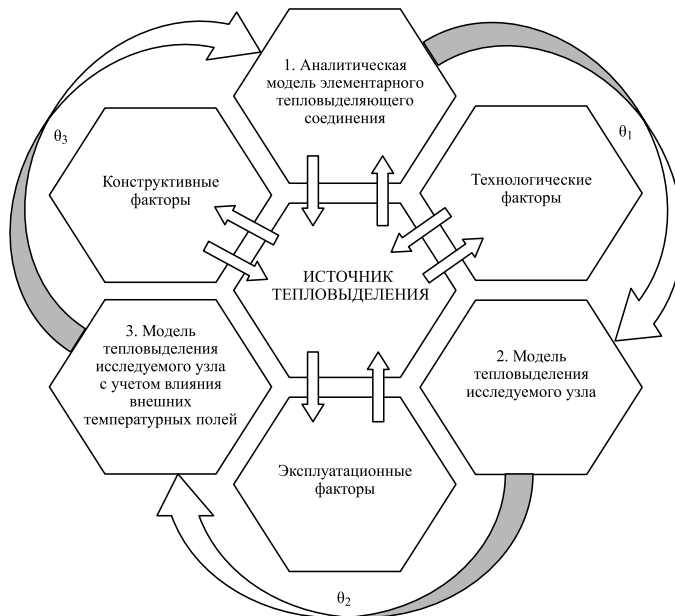 1. Аналитическая
модель элементарного
тепловыделяющего
соединения
θ3
θ1
Конструктивные
факторы
Технологические
факторы
ИСТОЧНИК
ТЕПЛОВЫДЕЛЕНИЯ
3. Модель
тепловыделения
исследуемого узла
с учетом влияния
внешних
температурных полей
2. Модель
тепловыделения
исследуемого узла
Эксплуатационные
факторы
θ2